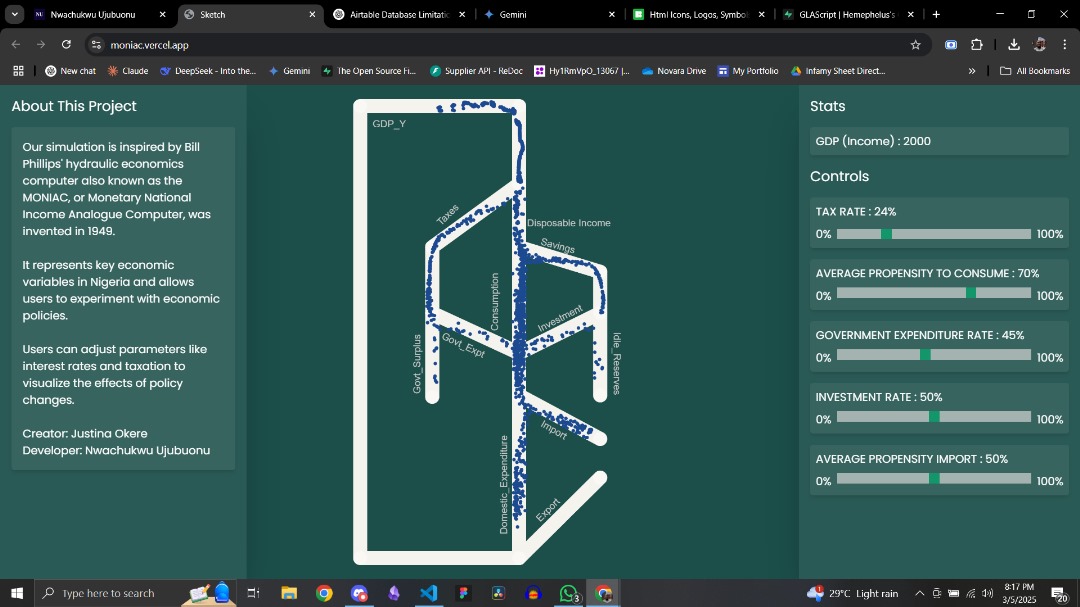 Nwachukwu Ujubuonu
Sketch
Airtable Database Limitatic
Gemini
Html Icons, Logos, Symbol
GLAScript | Hemephelus's
moniac.vercel.app
New chat
Claude
DeepSeek - Into the...
Gemini
The Open Source Fi...
Supplier API - ReDoc
Hy1RmVpO_13067 |...
Novara Drive
My Portfolio
Infamy Sheet Direct...
»
All Bookmarks
About This Project
Our simulation is inspired by Bill
Phillips' hydraulic economics
computer also known as the
MONIAC, or Monetary National
Income Analogue Computer, was
invented in 1949.
It represents key economic
variables in Nigeria and allows
users to experiment with economic
policies.
Users can adjust parameters like
interest rates and taxation to
visualize the effects of policy
changes.
Creator: Justina Okere
Developer: Nwachukwu Ujubuonu
GDP_Y
Taxes
Disposable Income
Savings
Consumption
Investment
Govt_Surplus
Govt_Expt
Idle_Reserves
Import
Domestic_Expenditure
Export
Stats
GDP (Income) : 2000
Controls
TAX RATE : 24%
0% 100%
AVERAGE PROPENSITY TO CONSUME : 70%
0% 100%
GOVERNMENT EXPENDITURE RATE : 45%
0% 100%
INVESTMENT RATE : 50%
0% 100%
AVERAGE PROPENSITY IMPORT : 50%
0% 100%
Type here to search
3
29°C Light rain
8:17 PM
3/5/2025
20